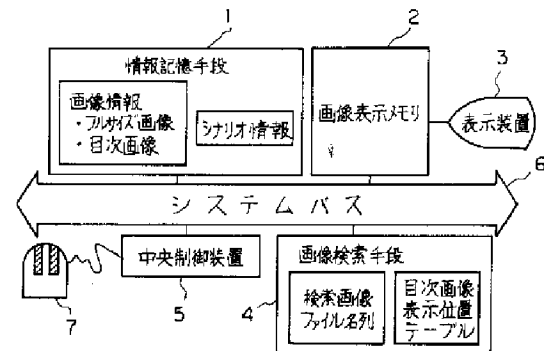 1
2
3
情報記憶手段
画像情報
・フルサイズ画像
・目次画像
シナリオ情報
画像表示メモリ
表示装置
6
システムバス
中央制御装置
画像検索手段
検索画像
ファイル名列
目次画像
表示位置
テーブル
7
5
4